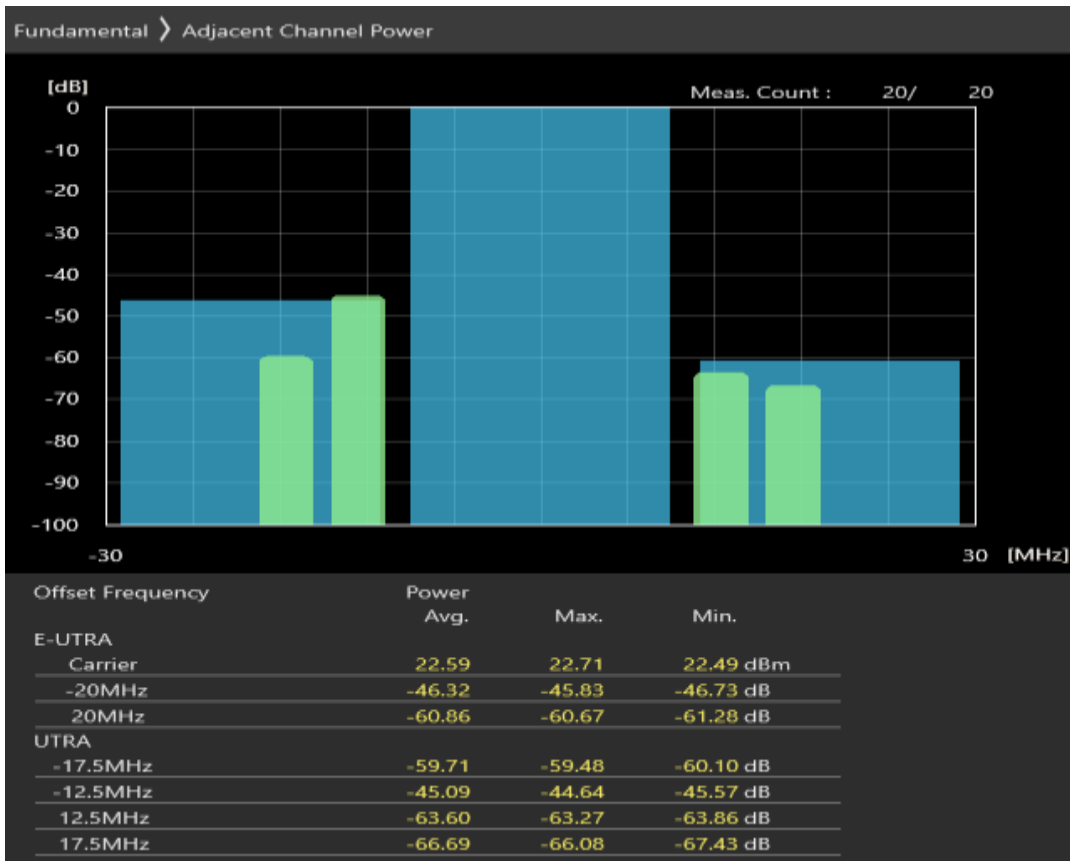 Fundamental ❯ Adjacent Channel Power
[dB]
Meas. Count : 20/ 20
0
-10
-20
-30
-40
-50
-60
-70
-80
-90
-100
-30 30 [MHz]
Offset Frequency Power
Avg. Max. Min.
E-UTRA
Carrier 22.59 22.71 22.49 dBm
-20MHz -46.32 -45.83 -46.73 dB
20MHz -60.86 -60.67 -61.28 dB
UTRA
-17.5MHz -59.71 -59.48 -60.10 dB
-12.5MHz -45.09 -44.64 -45.57 dB
12.5MHz -63.60 -63.27 -63.86 dB
17.5MHz -66.69 -66.08 -67.43 dB